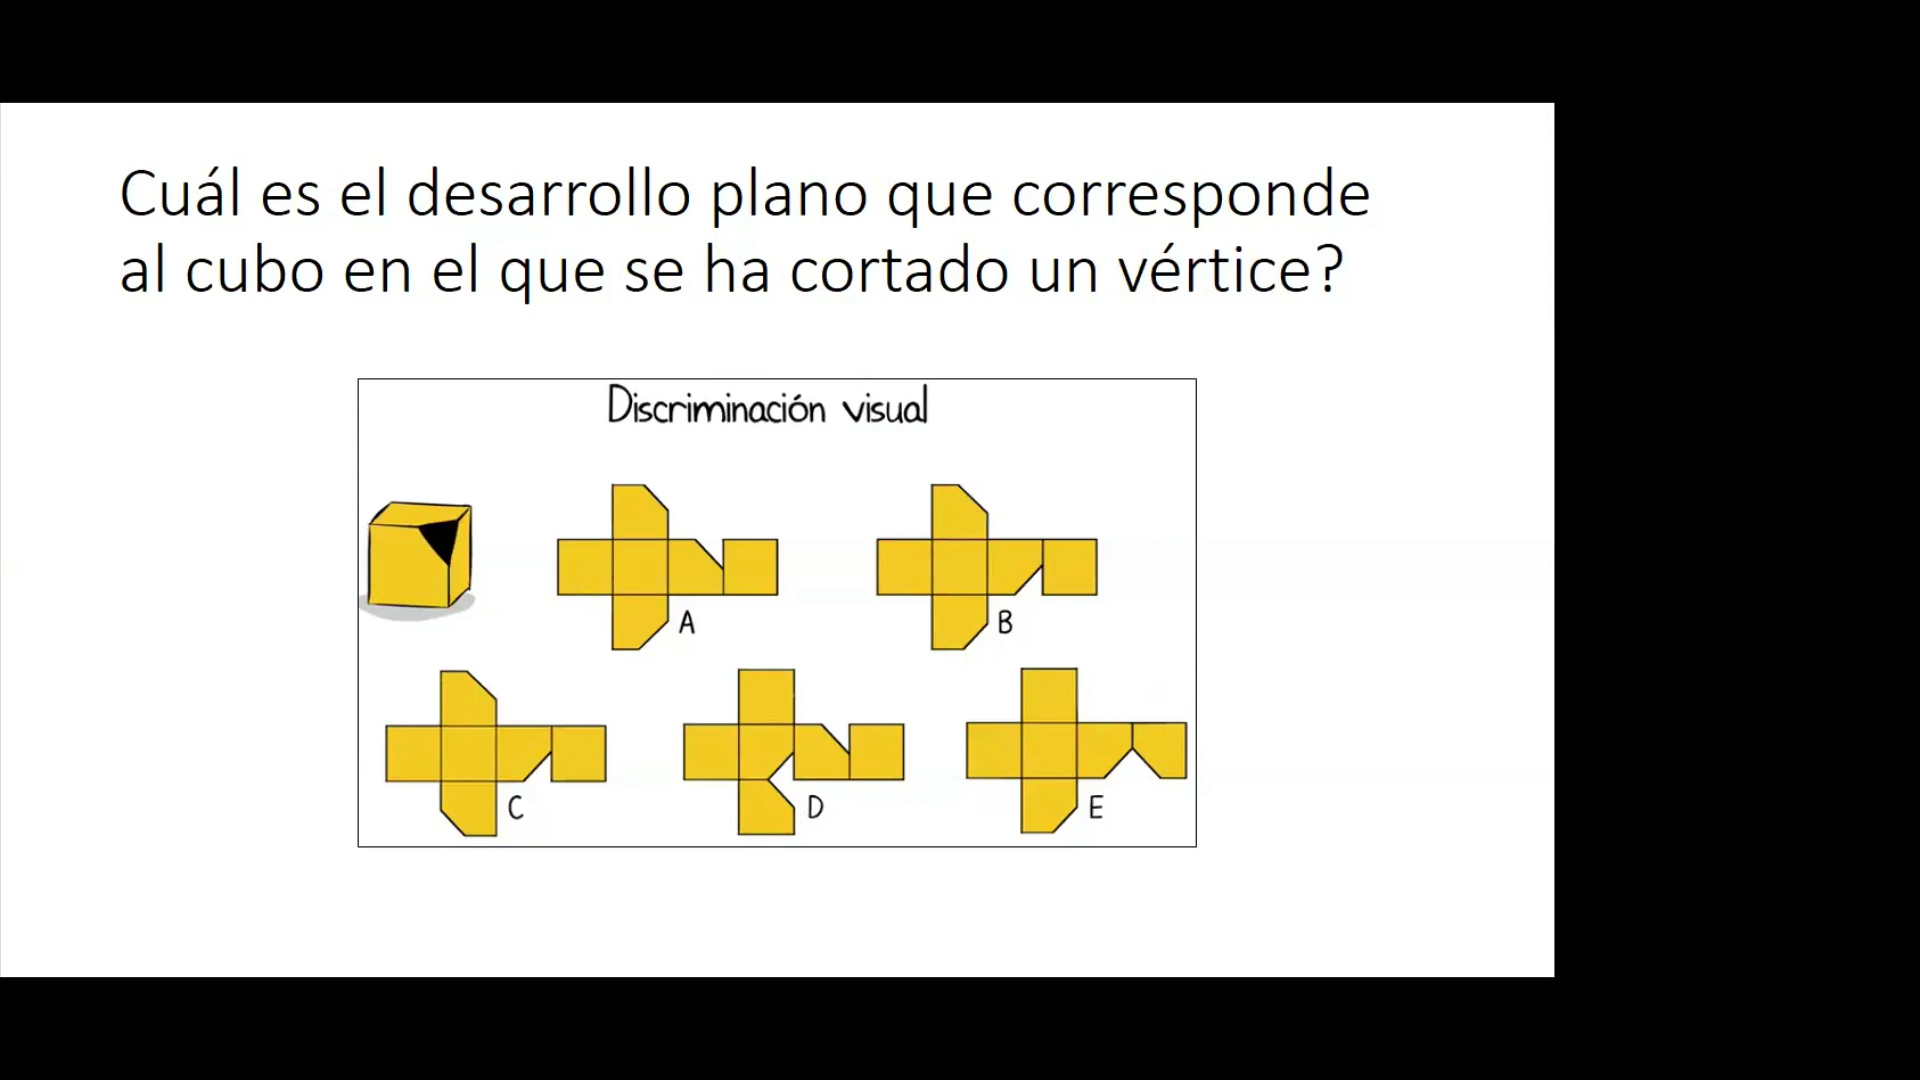 Cuál es el desarrollo plano que corresponde
al cubo en el que se ha cortado un vértice?
Discriminación visual
A
B
C
D
E